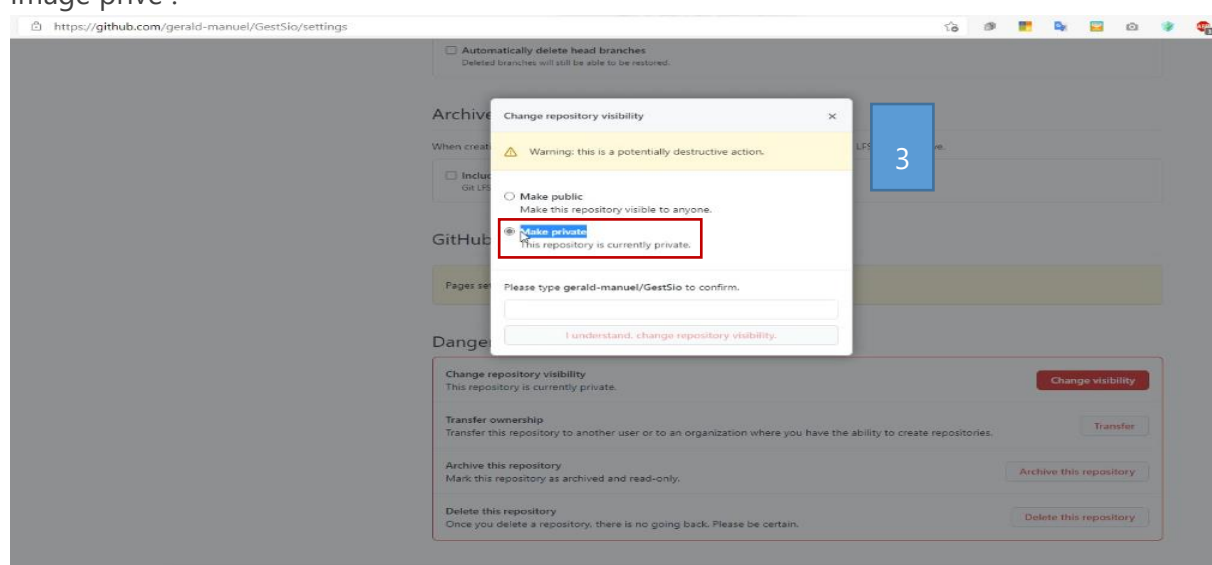 https://github.com/gerald-manuel/GestSio/settings
Automatically delete head branches
Deleted branches will still be able to be restored.
Archive
When creat
LFS
Includ
Git LFS
Change repository visibility
Warning: this is a potentially destructive action.
Make public
Make this repository visible to anyone.
Make private
This repository is currently private.
Please type gerald-manuel/GestSio to confirm.
I understand, change repository visibility.
3
GitHub
Pages se
Danger
Change repository visibility
This repository is currently private.
Change visibility
Transfer ownership
Transfer this repository to another user or to an organization where you have the ability to create repositories.
Transfer
Archive this repository
Mark this repository as archived and read-only.
Archive this repository
Delete this repository
Once you delete a repository, there is no going back. Please be certain.
Delete this repository